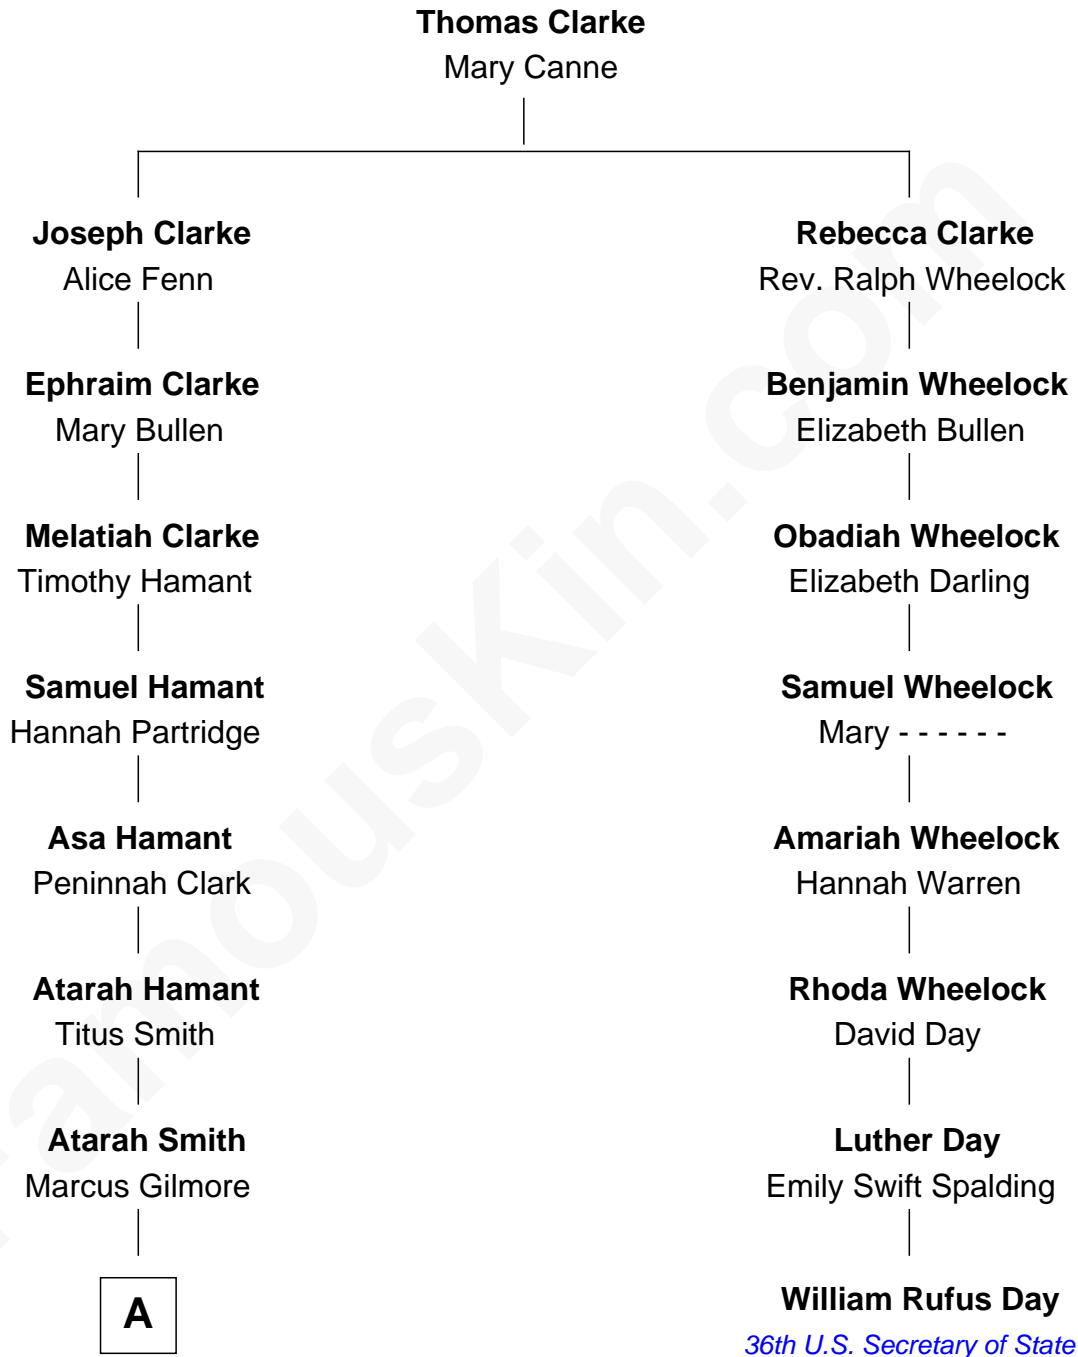 Thomas Clarke
Mary Canne
Joseph Clarke
Alice Fenn
Rebecca Clarke
Rev. Ralph Wheelock
Ephraim Clarke
Mary Bullen
Benjamin Wheelock
Elizabeth Bullen
Melatiah Clarke
Timothy Hamant
Obadiah Wheelock
Elizabeth Darling
Samuel Hamant
Hannah Partridge
Samuel Wheelock
Mary - - - - - -
Asa Hamant
Peninnah Clark
Amariah Wheelock
Hannah Warren
Atarah Hamant
Titus Smith
Rhoda Wheelock
David Day
Atarah Smith
Marcus Gilmore
Luther Day
Emily Swift Spalding
A
William Rufus Day
36th U.S. Secretary of State
FamousKin.com